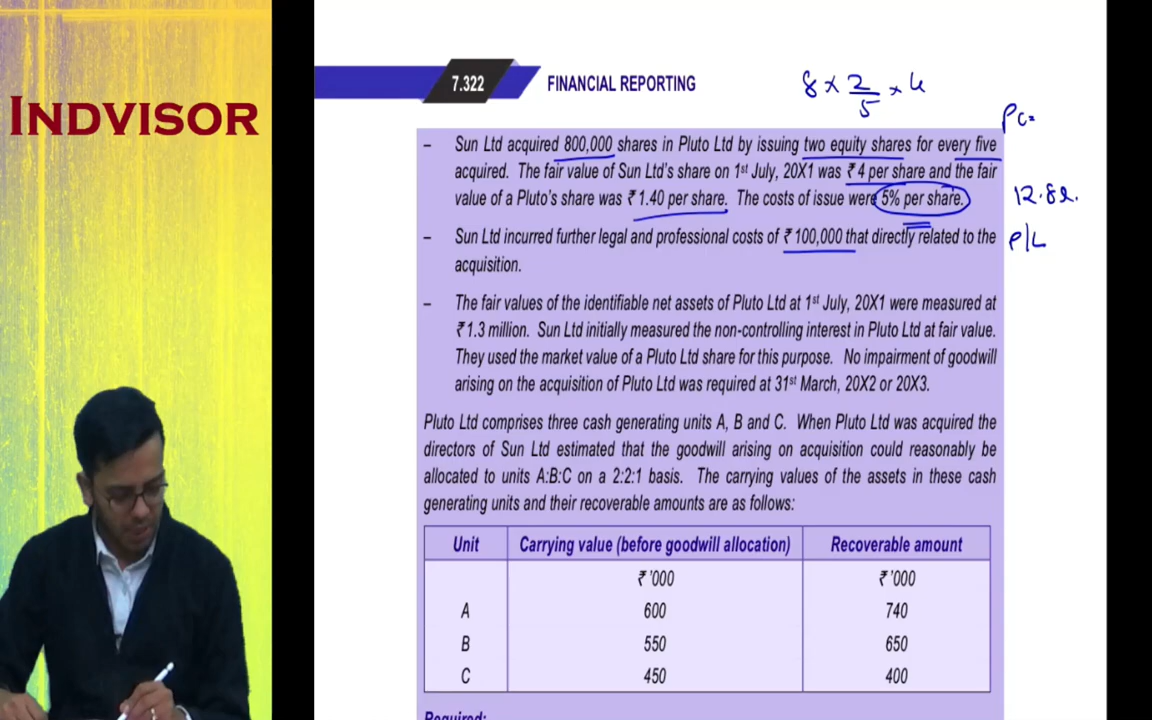 INDVISOR
7.322 FINANCIAL REPORTING
8 × 2/5 × 4
PC=
– Sun Ltd acquired 800,000 shares in Pluto Ltd by issuing two equity shares for every five
acquired. The fair value of Sun Ltd's share on 1st July, 20X1 was ₹ 4 per share and the fair
value of a Pluto's share was ₹ 1.40 per share. The costs of issue were 5% per share.
12.8l.
– Sun Ltd incurred further legal and professional costs of ₹ 100,000 that directly related to the
P/L
acquisition.
– The fair values of the identifiable net assets of Pluto Ltd at 1st July, 20X1 were measured at
₹ 1.3 million. Sun Ltd initially measured the non-controlling interest in Pluto Ltd at fair value.
They used the market value of a Pluto Ltd share for this purpose. No impairment of goodwill
arising on the acquisition of Pluto Ltd was required at 31st March, 20X2 or 20X3.
Pluto Ltd comprises three cash generating units A, B and C. When Pluto Ltd was acquired the
directors of Sun Ltd estimated that the goodwill arising on acquisition could reasonably be
allocated to units A:B:C on a 2:2:1 basis. The carrying values of the assets in these cash
generating units and their recoverable amounts are as follows:
Unit Carrying value (before goodwill allocation) Recoverable amount
₹ '000 ₹ '000
A 600 740
B 550 650
C 450 400
Required: